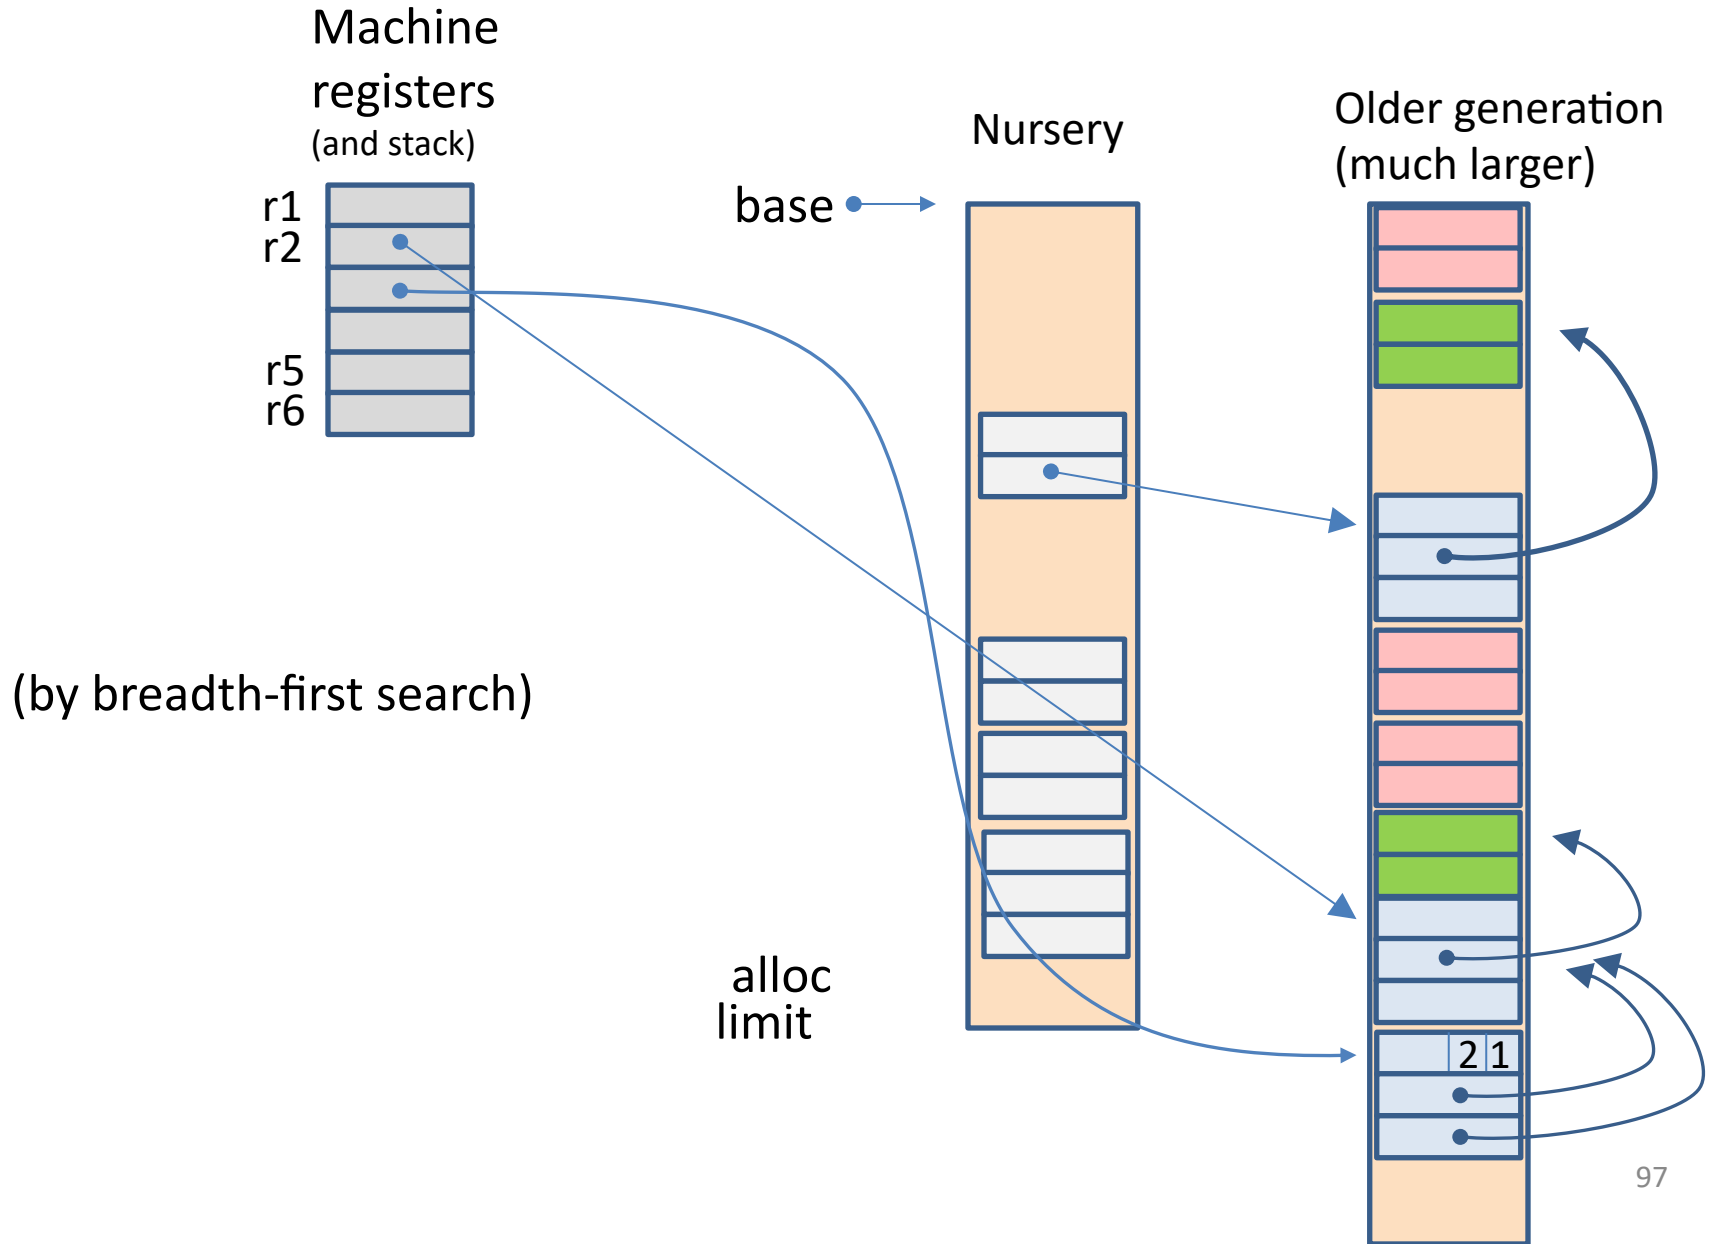 Machine
registers
(and stack)
r1
r2
r5
r6
base
Nursery
Older generation
(much larger)
(by breadth-first search)
alloc
limit
2 1
97